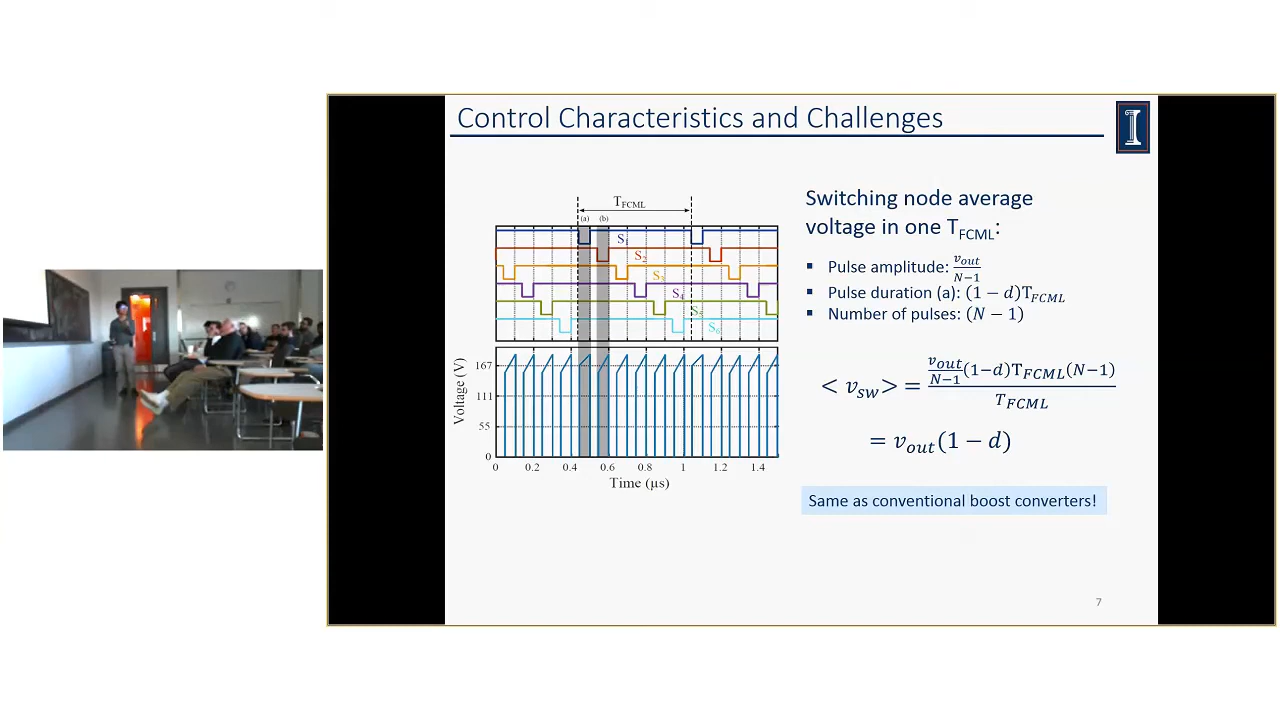 Control Characteristics and Challenges
I
T_FCML
(a) (b)
S₁
S₂
S₃
S₄
S₅
S₆
Voltage (V)
167
111
55
0
0 0.2 0.4 0.6 0.8 1 1.2 1.4
Time (µs)
Switching node average
voltage in one T_FCML:
▪ Pulse amplitude: v_out/(N−1)
▪ Pulse duration (a): (1 − d)T_FCML
▪ Number of pulses: (N − 1)
< v_sw > = (v_out/(N−1) (1−d)T_FCML(N−1)) / T_FCML
= v_out(1 − d)
Same as conventional boost converters!
7